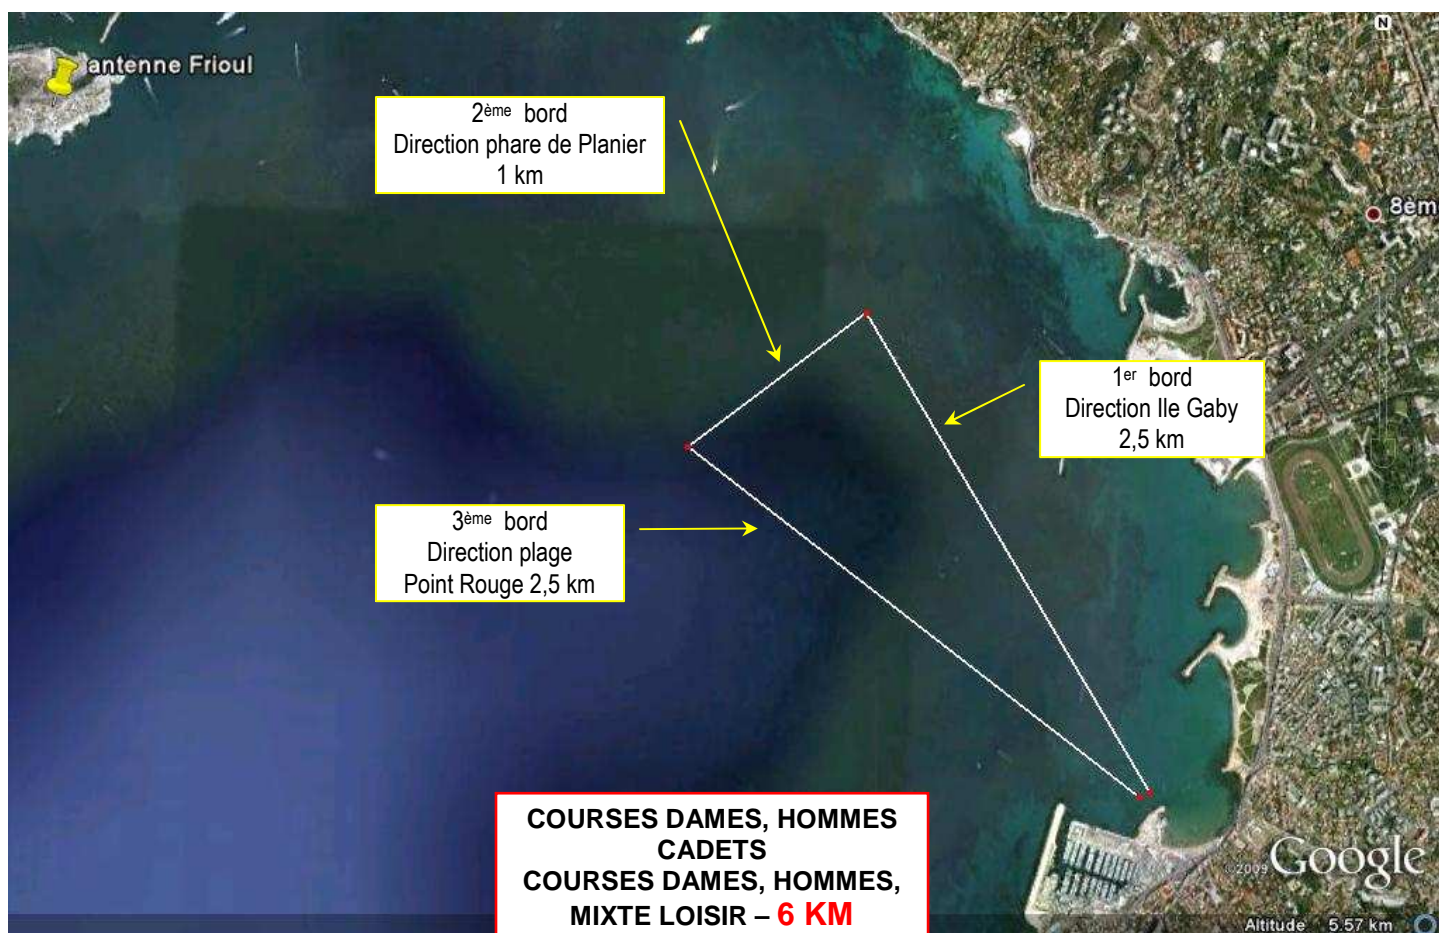 N
antenne Frioul
2ème bord
Direction phare de Planier
1 km
8èm
1er bord
Direction Ile Gaby
2,5 km
3ème bord
Direction plage
Point Rouge 2,5 km
COURSES DAMES, HOMMES
CADETS
COURSES DAMES, HOMMES,
MIXTE LOISIR – 6 KM
©2009 Google
Altitude 5.57 km